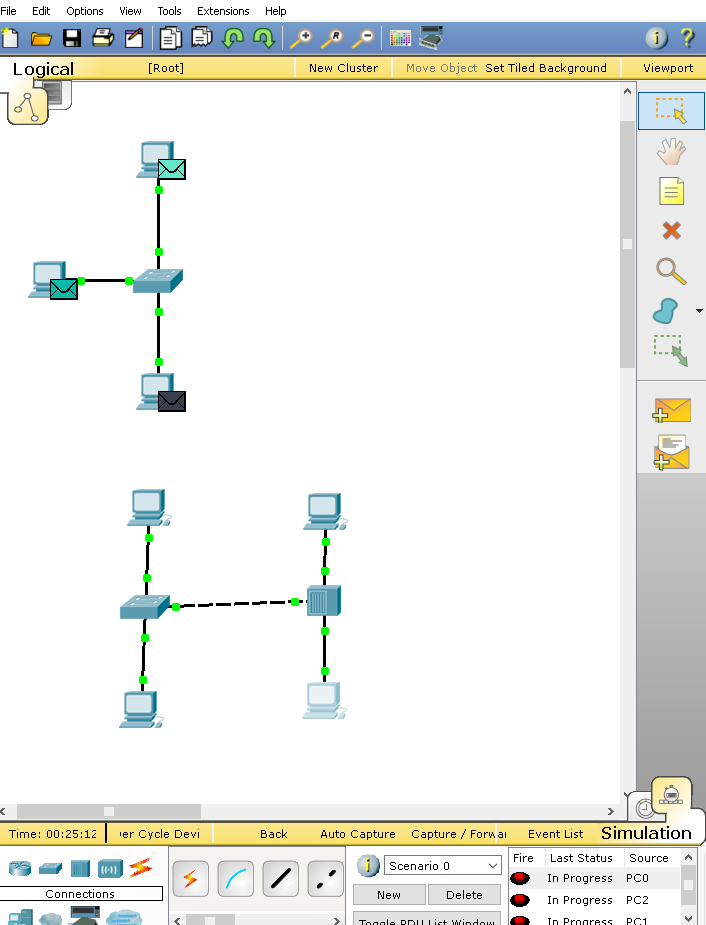 File Edit Options View Tools Extensions Help
Logical [Root] New Cluster Move Object Set Tiled Background Viewport
Time: 00:25:12 er Cycle Devi Back Auto Capture Capture / Forwar Event List Simulation
Scenario 0
Fire Last Status Source
In Progress PC0
Connections
New Delete
In Progress PC2
Toggle PDU List Window
In Progress PC1